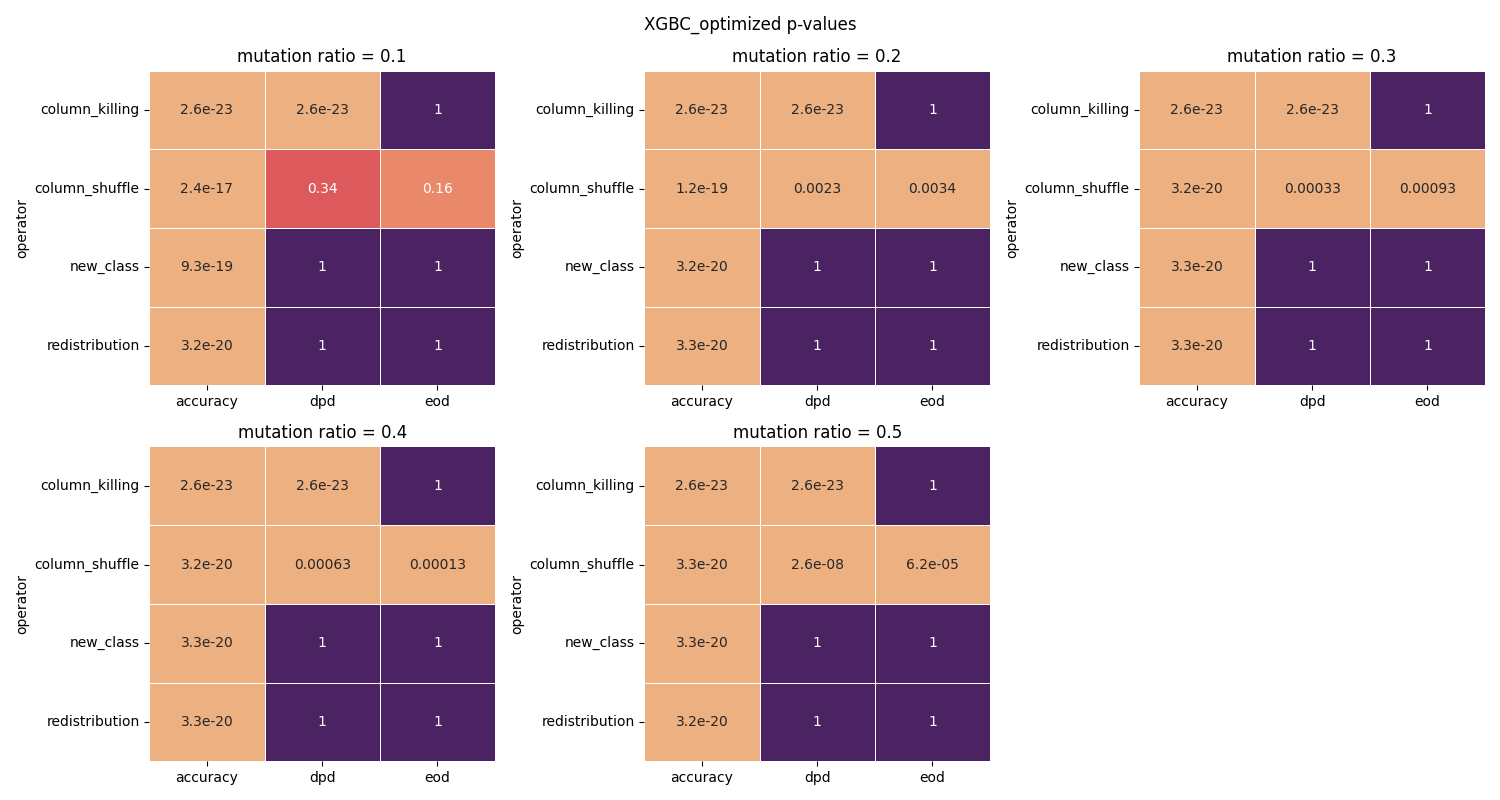 XGBC_optimized p-values
mutation ratio = 0.1
column_killing 2.6e-23 2.6e-23 1
column_shuffle 2.4e-17 0.34 0.16
new_class 9.3e-19 1 1
redistribution 3.2e-20 1 1
operator
accuracy dpd eod
mutation ratio = 0.2
column_killing 2.6e-23 2.6e-23 1
column_shuffle 1.2e-19 0.0023 0.0034
new_class 3.2e-20 1 1
redistribution 3.3e-20 1 1
operator
accuracy dpd eod
mutation ratio = 0.3
column_killing 2.6e-23 2.6e-23 1
column_shuffle 3.2e-20 0.00033 0.00093
new_class 3.3e-20 1 1
redistribution 3.3e-20 1 1
operator
accuracy dpd eod
mutation ratio = 0.4
column_killing 2.6e-23 2.6e-23 1
column_shuffle 3.2e-20 0.00063 0.00013
new_class 3.3e-20 1 1
redistribution 3.3e-20 1 1
operator
accuracy dpd eod
mutation ratio = 0.5
column_killing 2.6e-23 2.6e-23 1
column_shuffle 3.3e-20 2.6e-08 6.2e-05
new_class 3.3e-20 1 1
redistribution 3.2e-20 1 1
operator
accuracy dpd eod